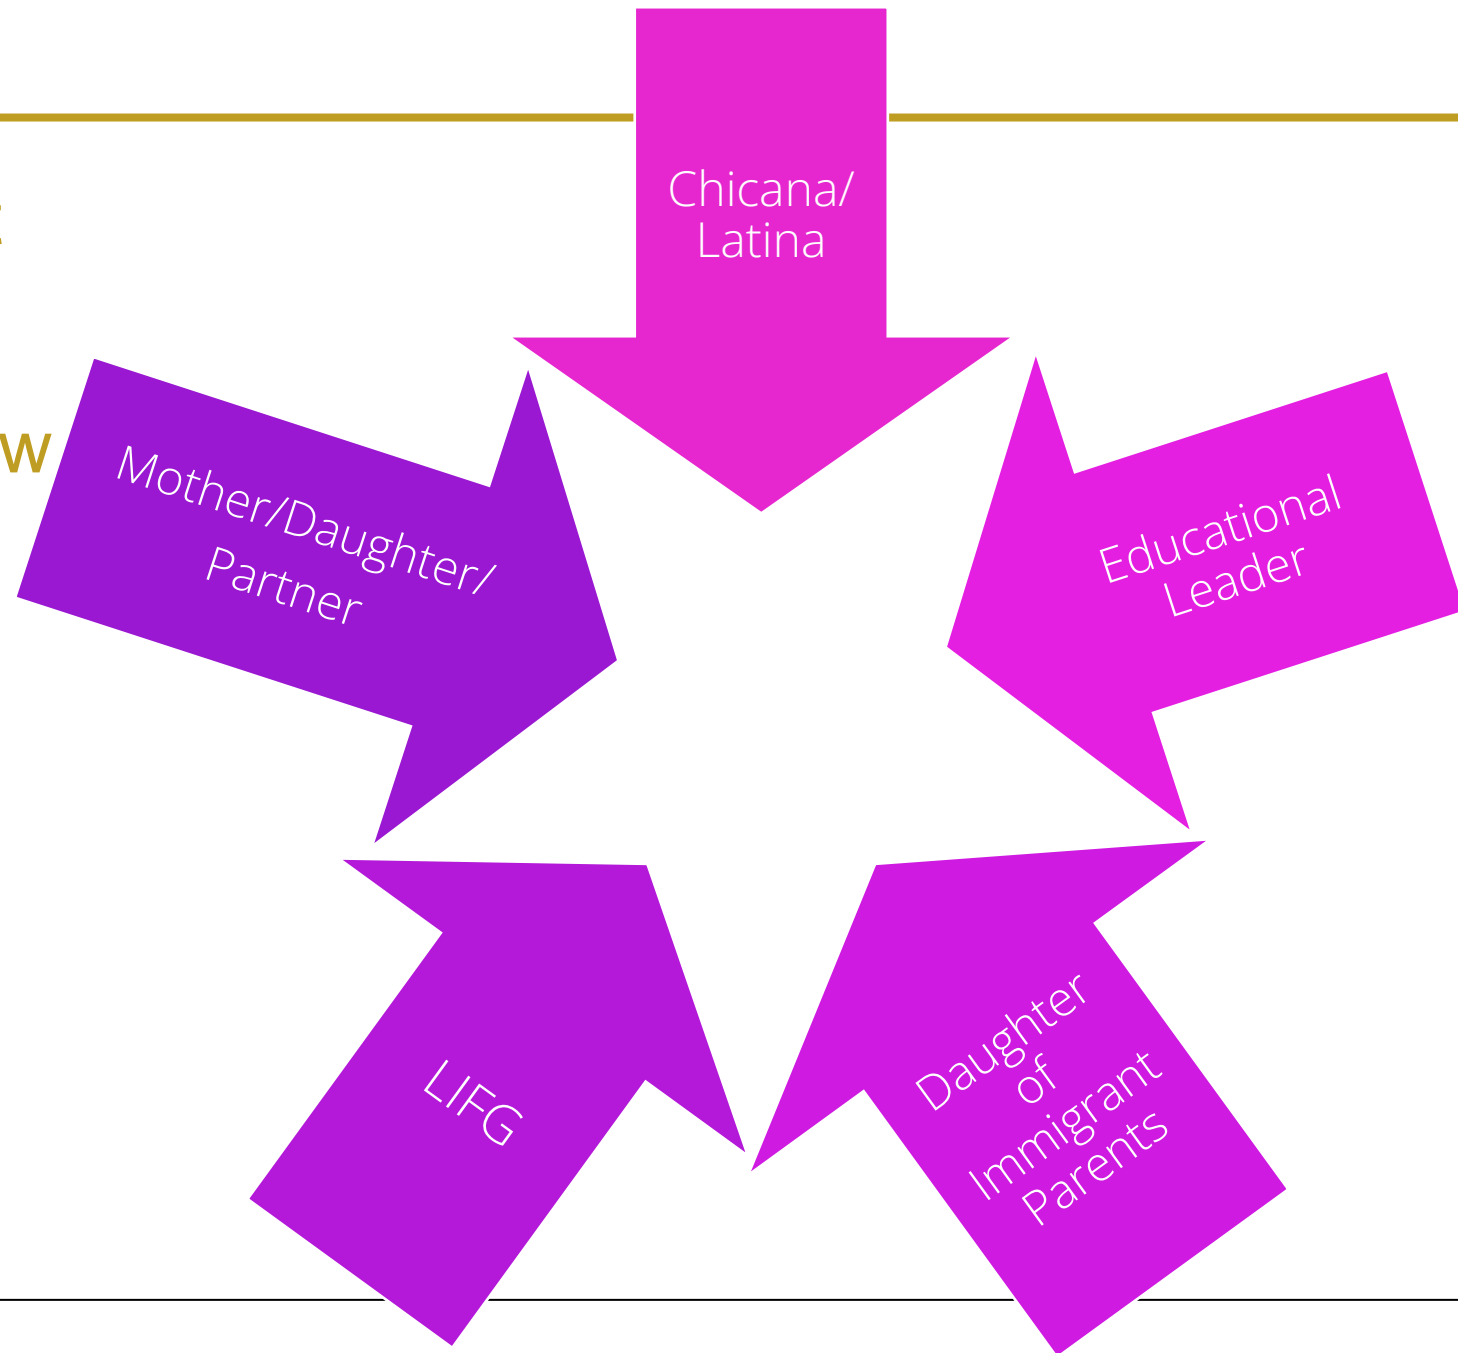 Chicana/
Latina
Educational
Leader
Daughter
of
Immigrant
Parents
LIFG
Mother/Daughter/
Partner
w